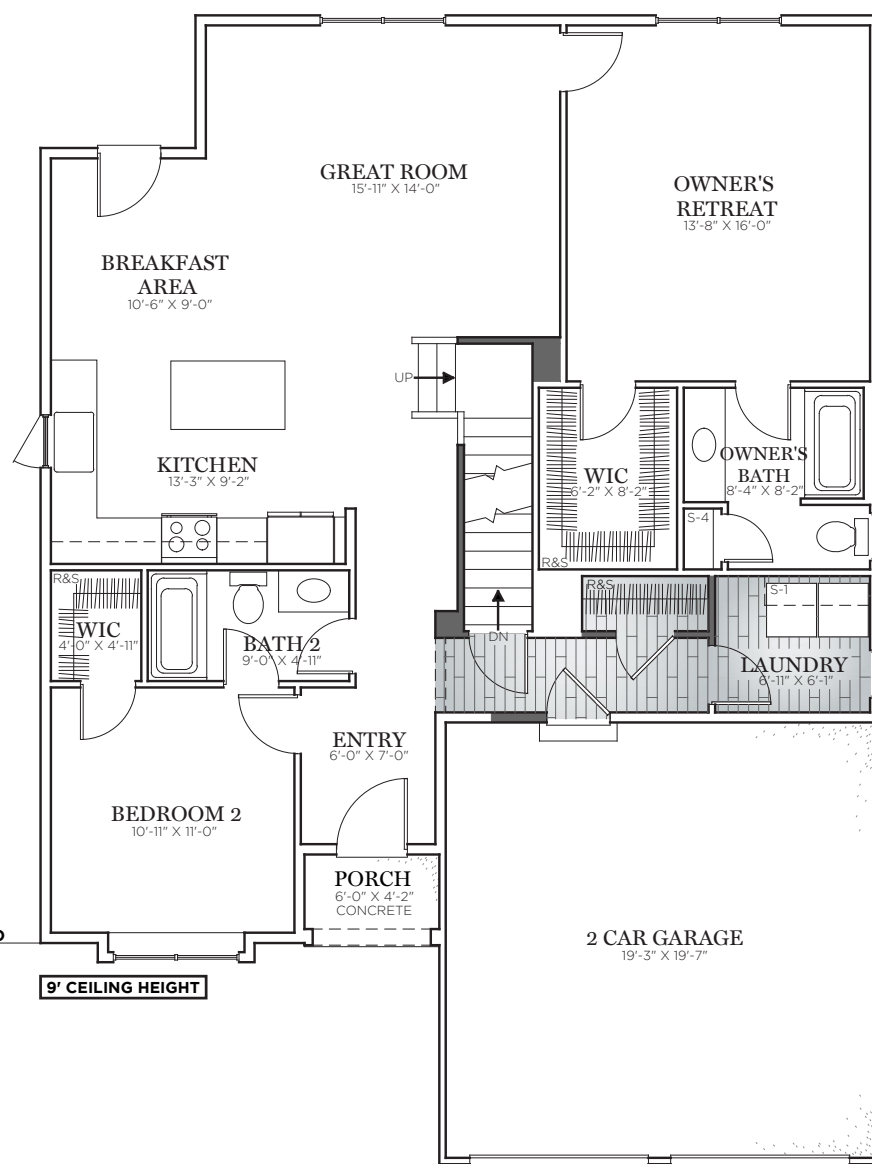 GREAT ROOM
15'-11" X 14'-0"
OWNER'S
RETREAT
13'-8" X 16'-0"
BREAKFAST
AREA
10'-6" X 9'-0"
UP
KITCHEN
13'-3" X 9'-2"
WIC
6'-2" X 8'-2"
R&S
OWNER'S
BATH
8'-4" X 8'-2"
S-4
R&S
WIC
4'-0" X 4'-11"
BATH 2
9'-0" X 4'-11"
DN
R&S
S-1
LAUNDRY
6'-11" X 6'-1"
ENTRY
6'-0" X 7'-0"
BEDROOM 2
10'-11" X 11'-0"
PORCH
6'-0" X 4'-2"
CONCRETE
2 CAR GARAGE
19'-3" X 19'-7"
9' CEILING HEIGHT